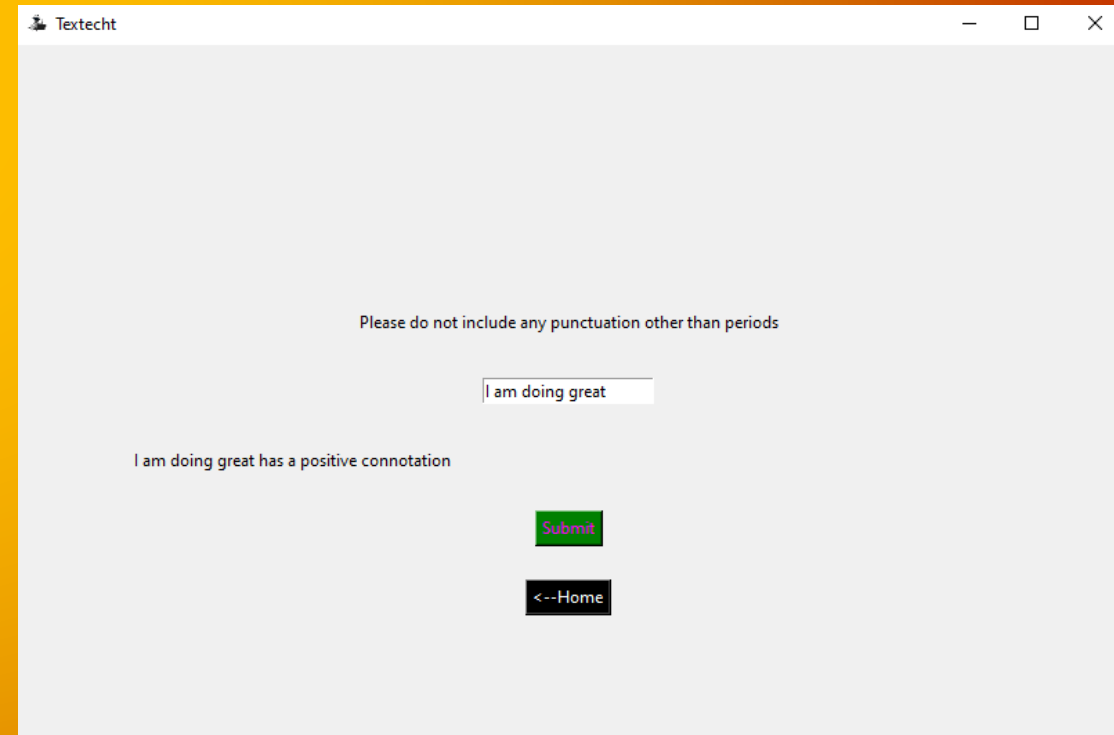 Textecht
Please do not include any punctuation other than periods
I am doing great
I am doing great has a positive connotation
Submit
<--Home